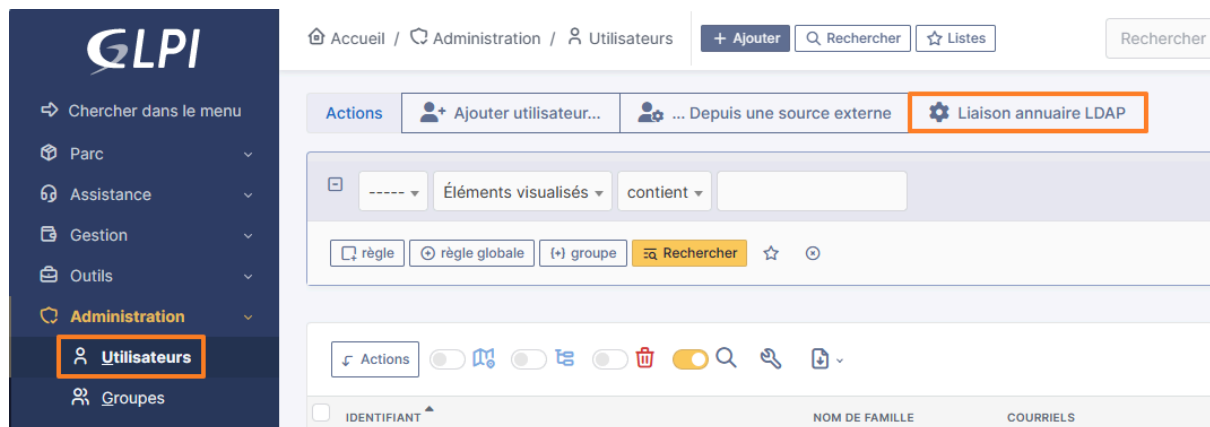 GLPI
Accueil / Administration / Utilisateurs
+ Ajouter
Rechercher
Listes
Rechercher
Chercher dans le menu
Parc
Assistance
Gestion
Outils
Administration
Utilisateurs
Groupes
Actions
Ajouter utilisateur...
... Depuis une source externe
Liaison annuaire LDAP
-----
Éléments visualisés
contient
règle
règle globale
(+) groupe
Rechercher
Actions
IDENTIFIANT
NOM DE FAMILLE
COURRIELS